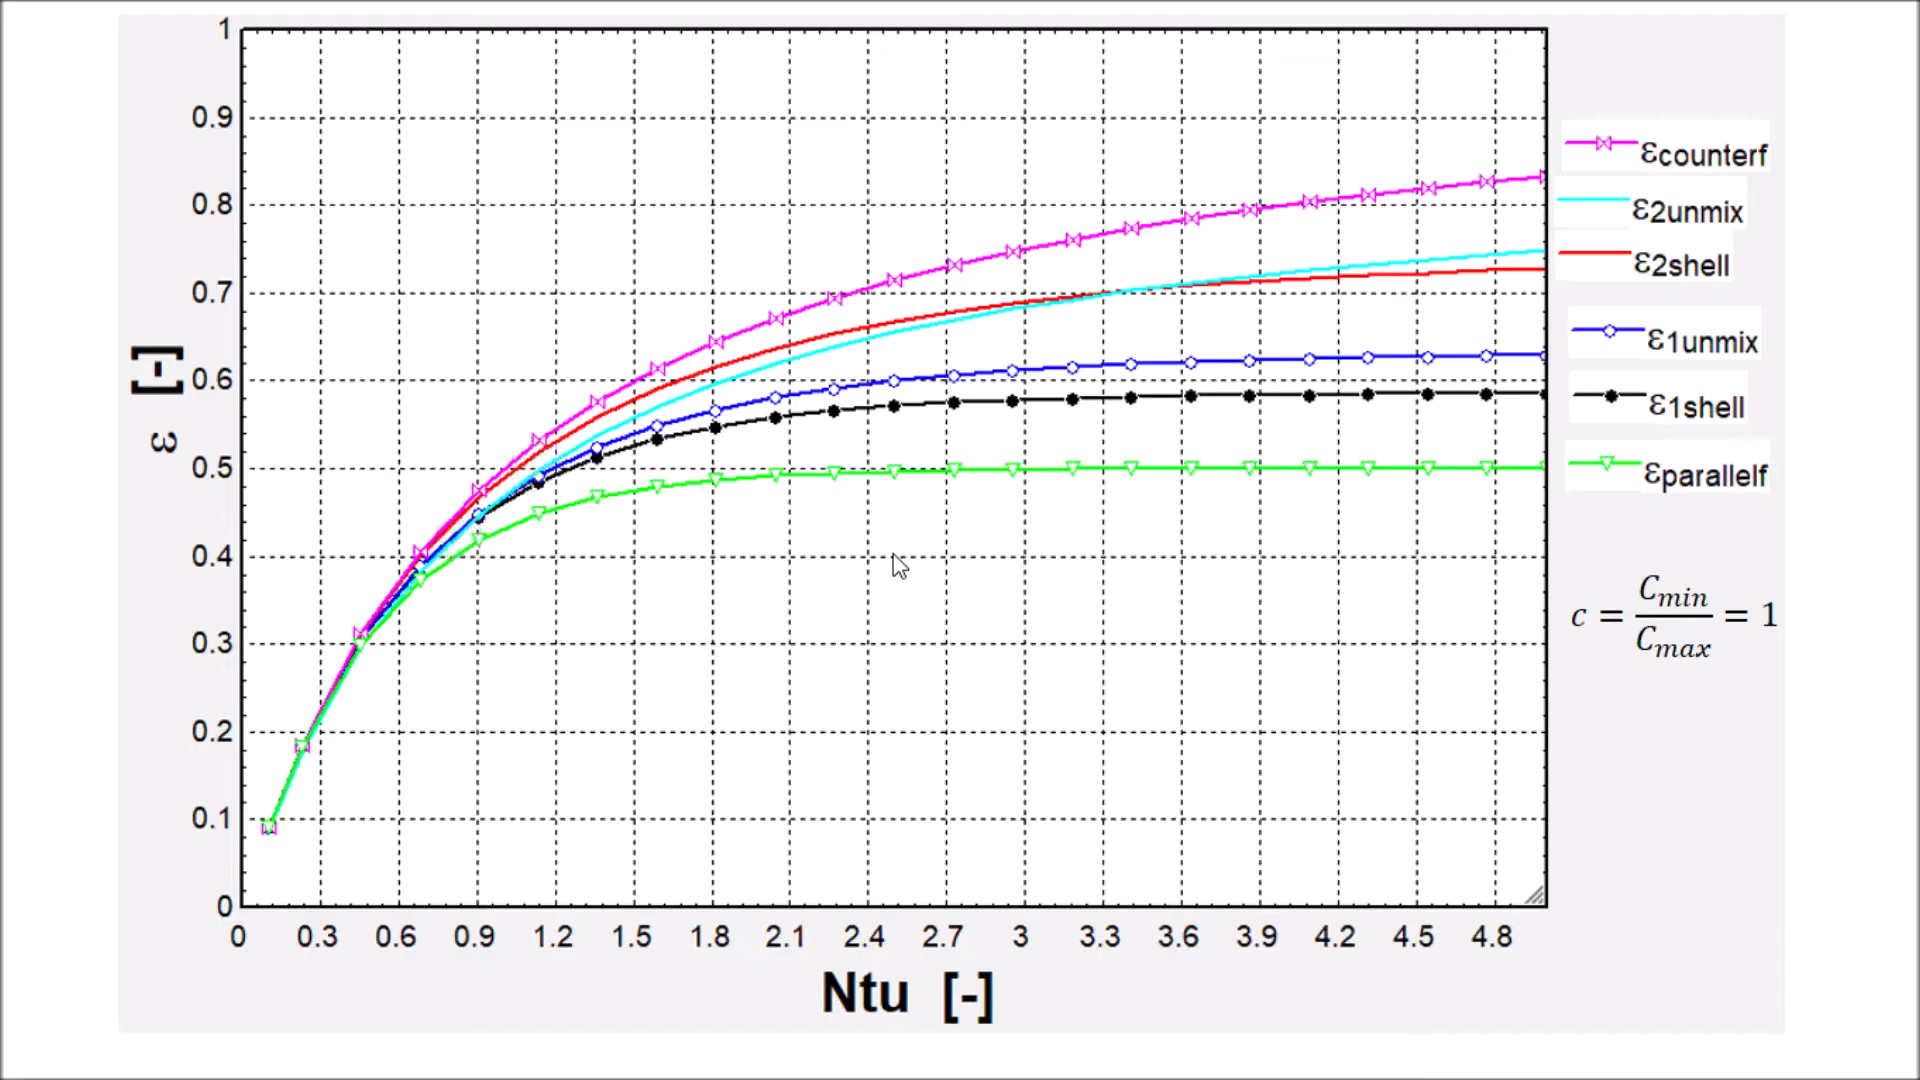 1
0.9
0.8
0.7
0.6
0.5
0.4
0.3
0.2
0.1
0
ε [-]
0 0.3 0.6 0.9 1.2 1.5 1.8 2.1 2.4 2.7 3 3.3 3.6 3.9 4.2 4.5 4.8
Ntu [-]
εcounterf
ε2unmix
ε2shell
ε1unmix
ε1shell
εparallelf
c = Cmin/Cmax = 1